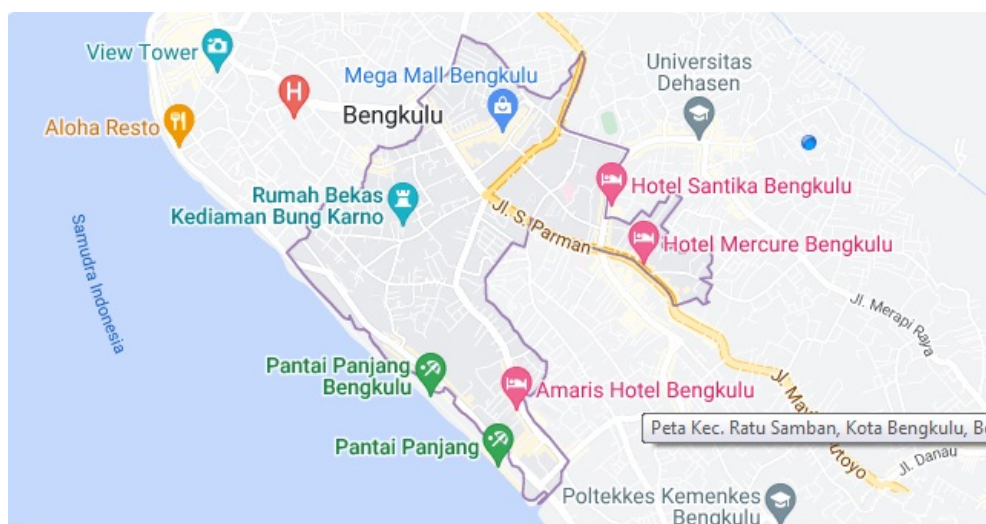 View Tower
Universitas
Dehasen
Mega Mall Bengkulu
Bengkulu
Aloha Resto
Hotel Santika Bengkulu
Rumah Bekas
Kediaman Bung Karno
Jl. S. Parman
Hotel Mercure Bengkulu
Samudra Indonesia
Jl. Merapi Raya
Pantai Panjang
Bengkulu
Amaris Hotel Bengkulu
Peta Kec. Ratu Samban, Kota Bengkulu,
Pantai Panjang
Jl.
Jl. Danau
Poltekkes Kemenkes
Bengkulu